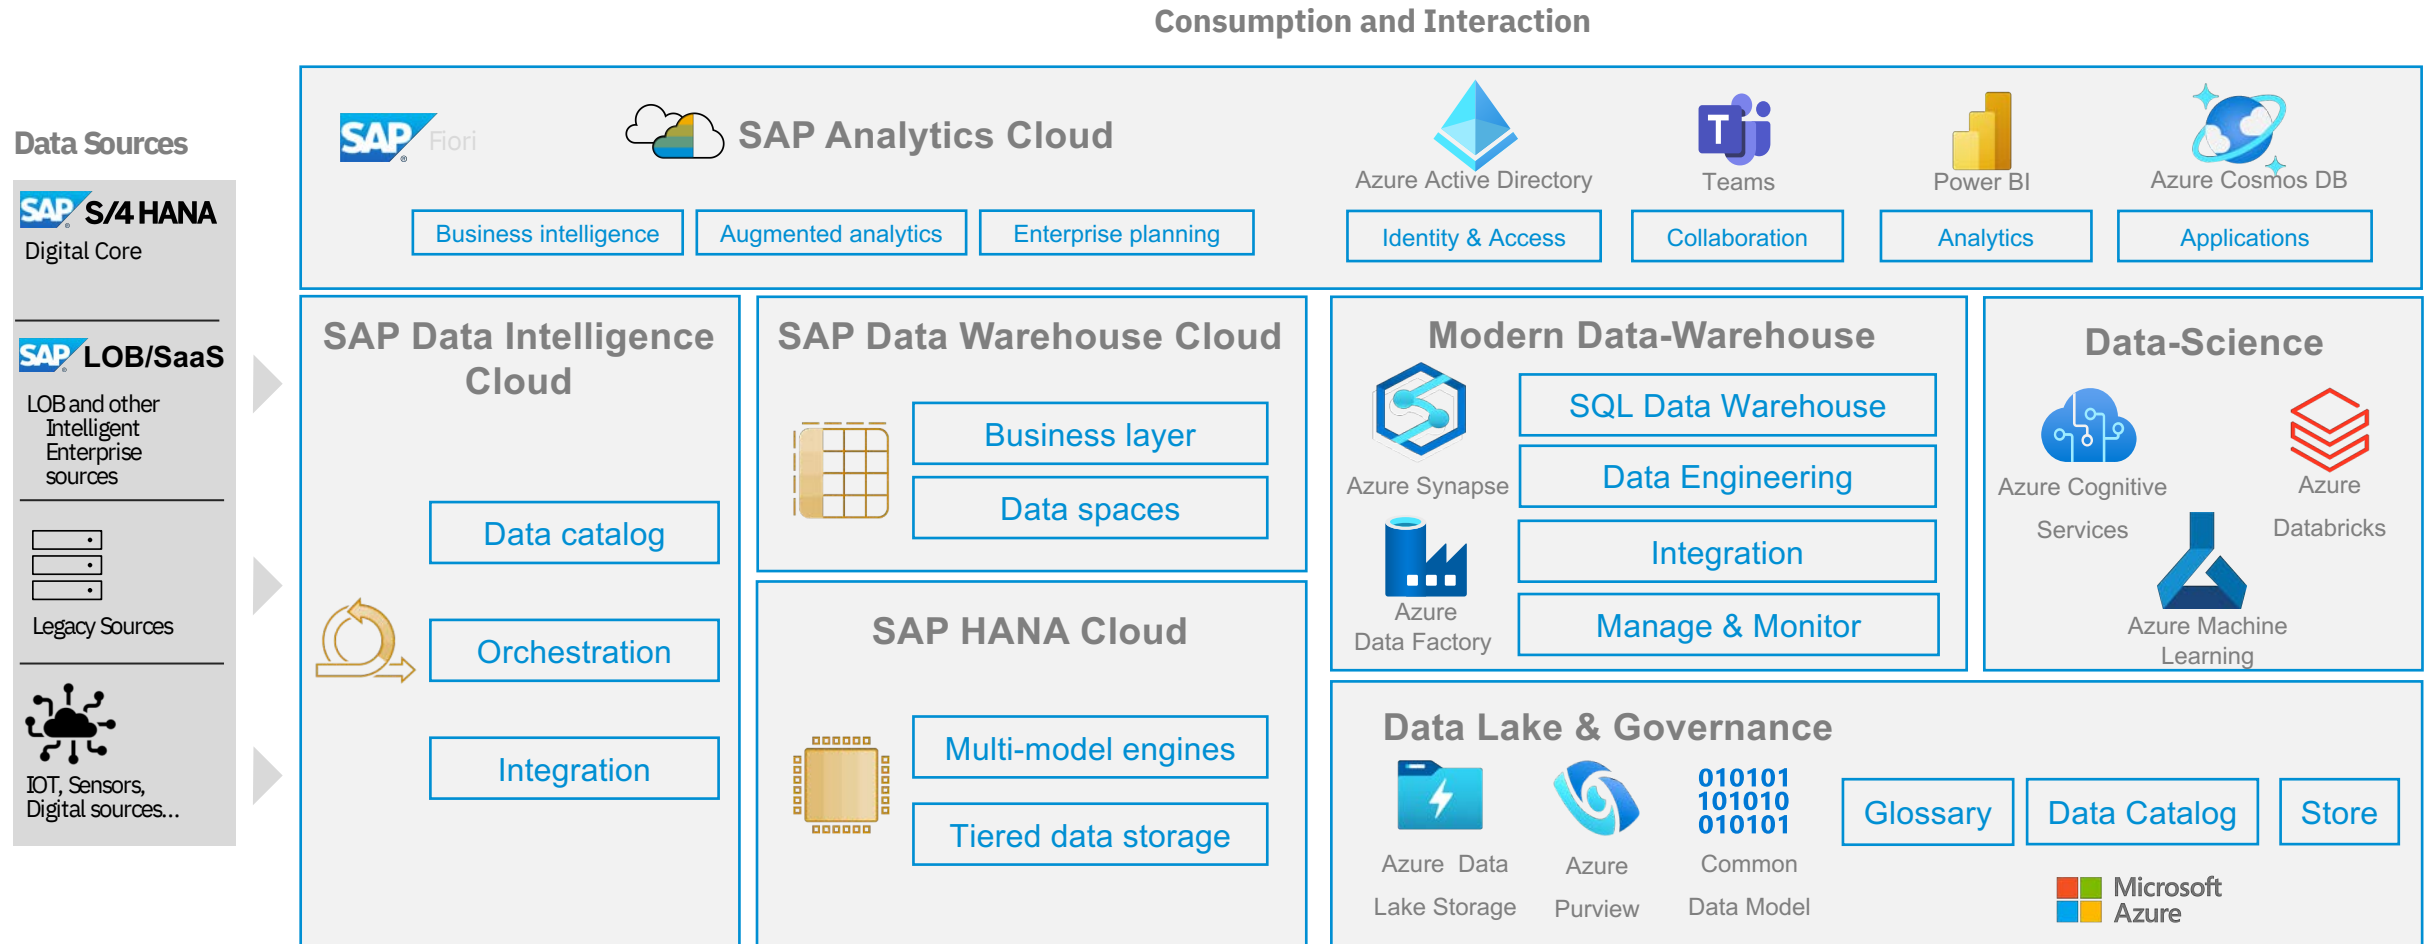 Consumption and Interaction
Data Sources
SAP S/4 HANA
Digital Core
SAP LOB/SaaS
LOB and other
Intelligent
Enterprise
sources
Legacy Sources
IOT, Sensors,
Digital sources...
SAP Fiori
SAP Analytics Cloud
Business intelligence
Augmented analytics
Enterprise planning
Azure Active Directory
Teams
Power BI
Azure Cosmos DB
Identity & Access
Collaboration
Analytics
Applications
SAP Data Intelligence
Cloud
Data catalog
Orchestration
Integration
SAP Data Warehouse Cloud
Business layer
Data spaces
SAP HANA Cloud
Multi-model engines
Tiered data storage
Modern Data-Warehouse
Azure Synapse
Azure
Data Factory
SQL Data Warehouse
Data Engineering
Integration
Manage & Monitor
Data-Science
Azure Cognitive
Services
Azure
Databricks
Azure Machine
Learning
Data Lake & Governance
Azure Data
Lake Storage
Azure
Purview
010101
101010
010101
Common
Data Model
Glossary
Data Catalog
Store
Microsoft
Azure